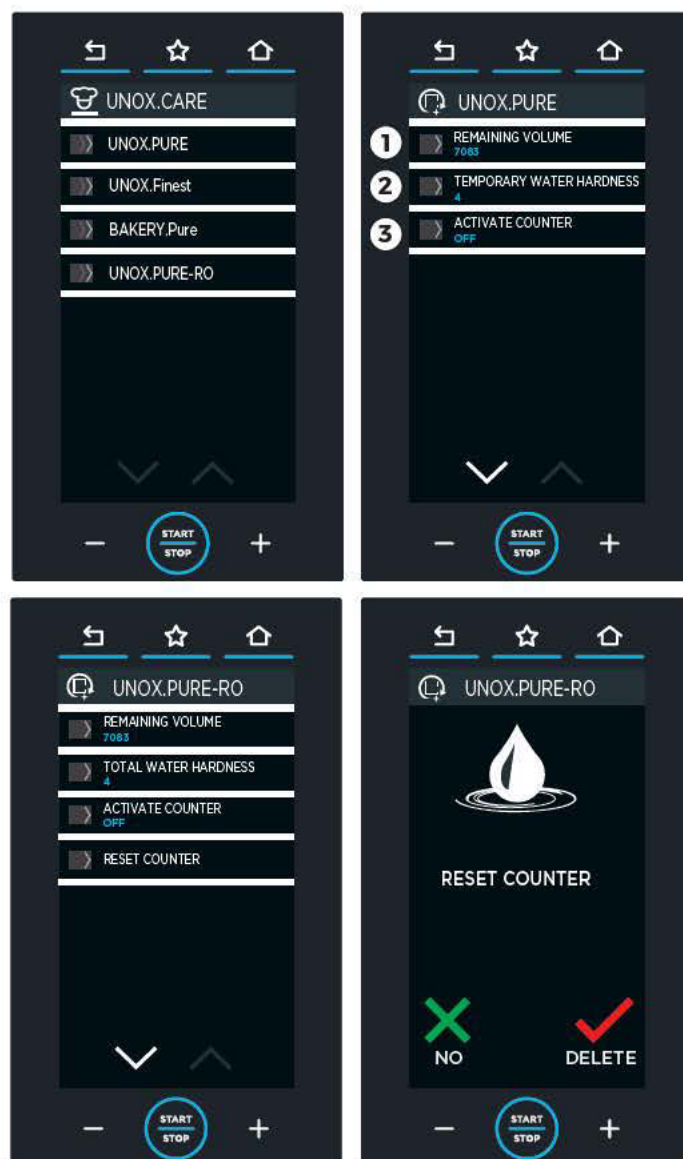 UNOX.CARE
UNOX.PURE
UNOX.Finest
BAKERY.Pure
UNOX.PURE-RO
START
STOP
UNOX.PURE
1 REMAINING VOLUME
7083
2 TEMPORARY WATER HARDNESS
4
3 ACTIVATE COUNTER
OFF
START
STOP
UNOX.PURE-RO
REMAINING VOLUME
7083
TOTAL WATER HARDNESS
4
ACTIVATE COUNTER
OFF
RESET COUNTER
START
STOP
UNOX.PURE-RO
RESET COUNTER
NO DELETE
START
STOP